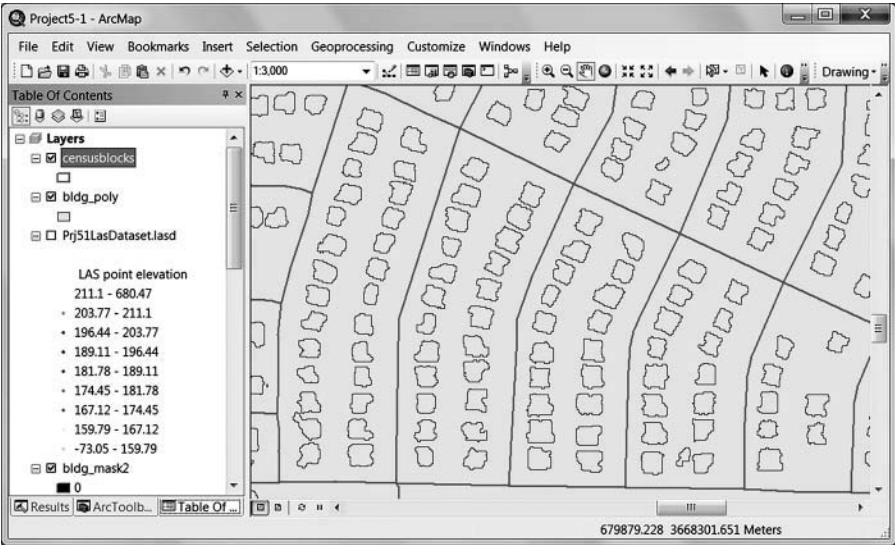 Project5-1 - ArcMap
File Edit View Bookmarks Insert Selection Geoprocessing Customize Windows Help
1:3,000
Drawing
Table Of Contents
Layers
censusblocks
bldg_poly
Prj51LasDataset.lasd
LAS point elevation
211.1 - 680.47
203.77 - 211.1
196.44 - 203.77
189.11 - 196.44
181.78 - 189.11
174.45 - 181.78
167.12 - 174.45
159.79 - 167.12
-73.05 - 159.79
bldg_mask2
0
Results ArcToolb... Table Of ...
679879.228 3668301.651 Meters